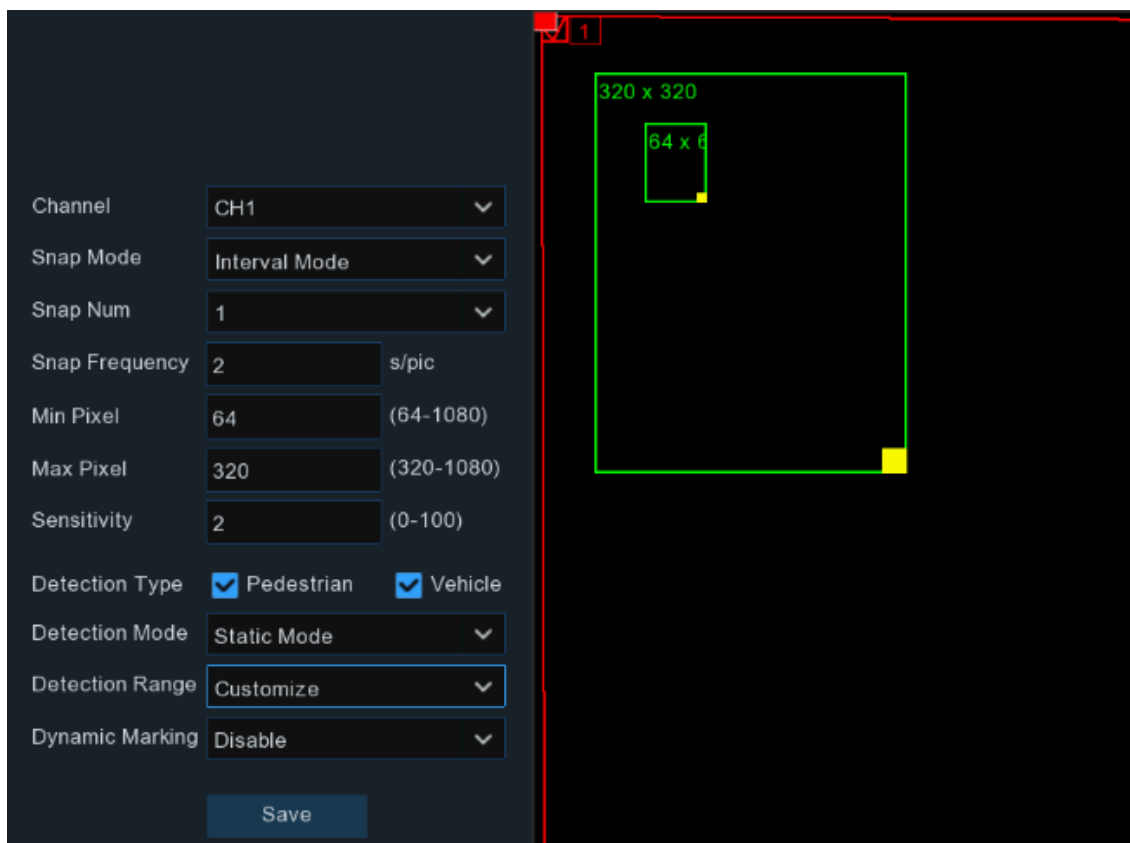 1
320 x 320
64 x 6
Channel CH1
Snap Mode Interval Mode
Snap Num 1
Snap Frequency 2 s/pic
Min Pixel 64 (64-1080)
Max Pixel 320 (320-1080)
Sensitivity 2 (0-100)
Detection Type Pedestrian Vehicle
Detection Mode Static Mode
Detection Range Customize
Dynamic Marking Disable
Save